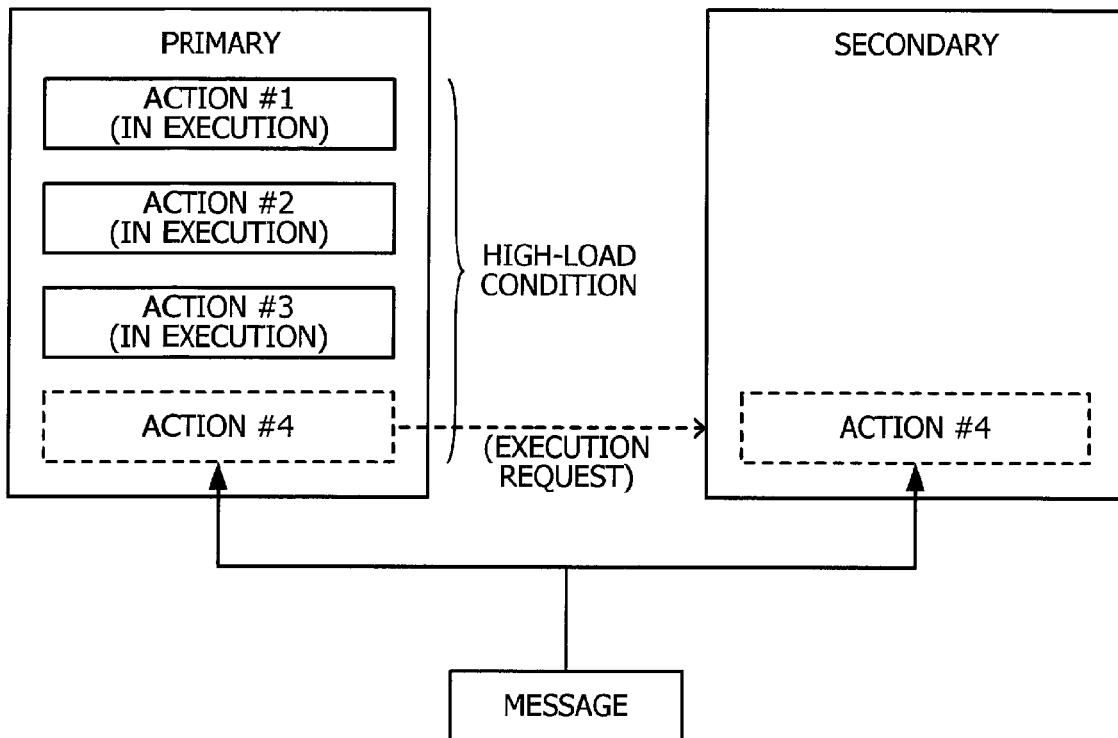 PRIMARY
ACTION #1
(IN EXECUTION)
ACTION #2
(IN EXECUTION)
ACTION #3
(IN EXECUTION)
ACTION #4
HIGH-LOAD
CONDITION
(EXECUTION
REQUEST)
SECONDARY
ACTION #4
MESSAGE